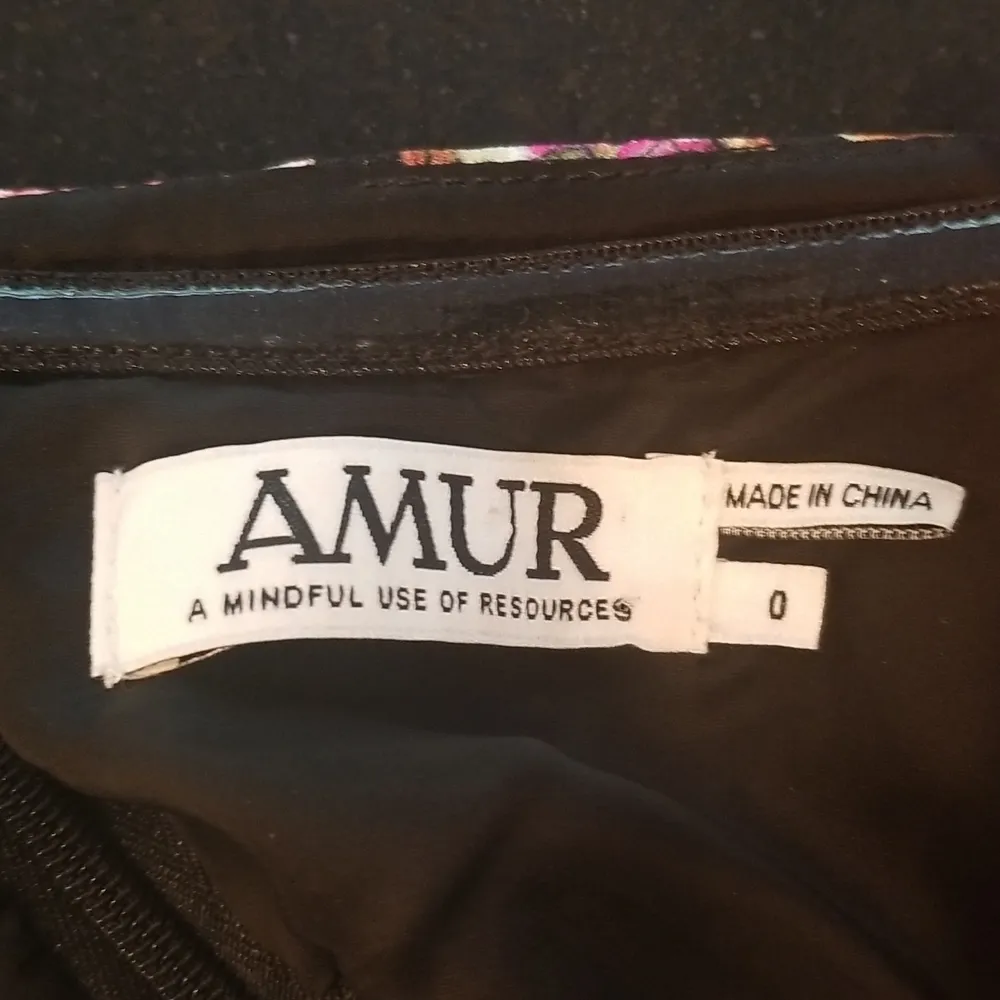 AMUR
A MINDFUL USE OF RESOURCES
MADE IN CHINA
0